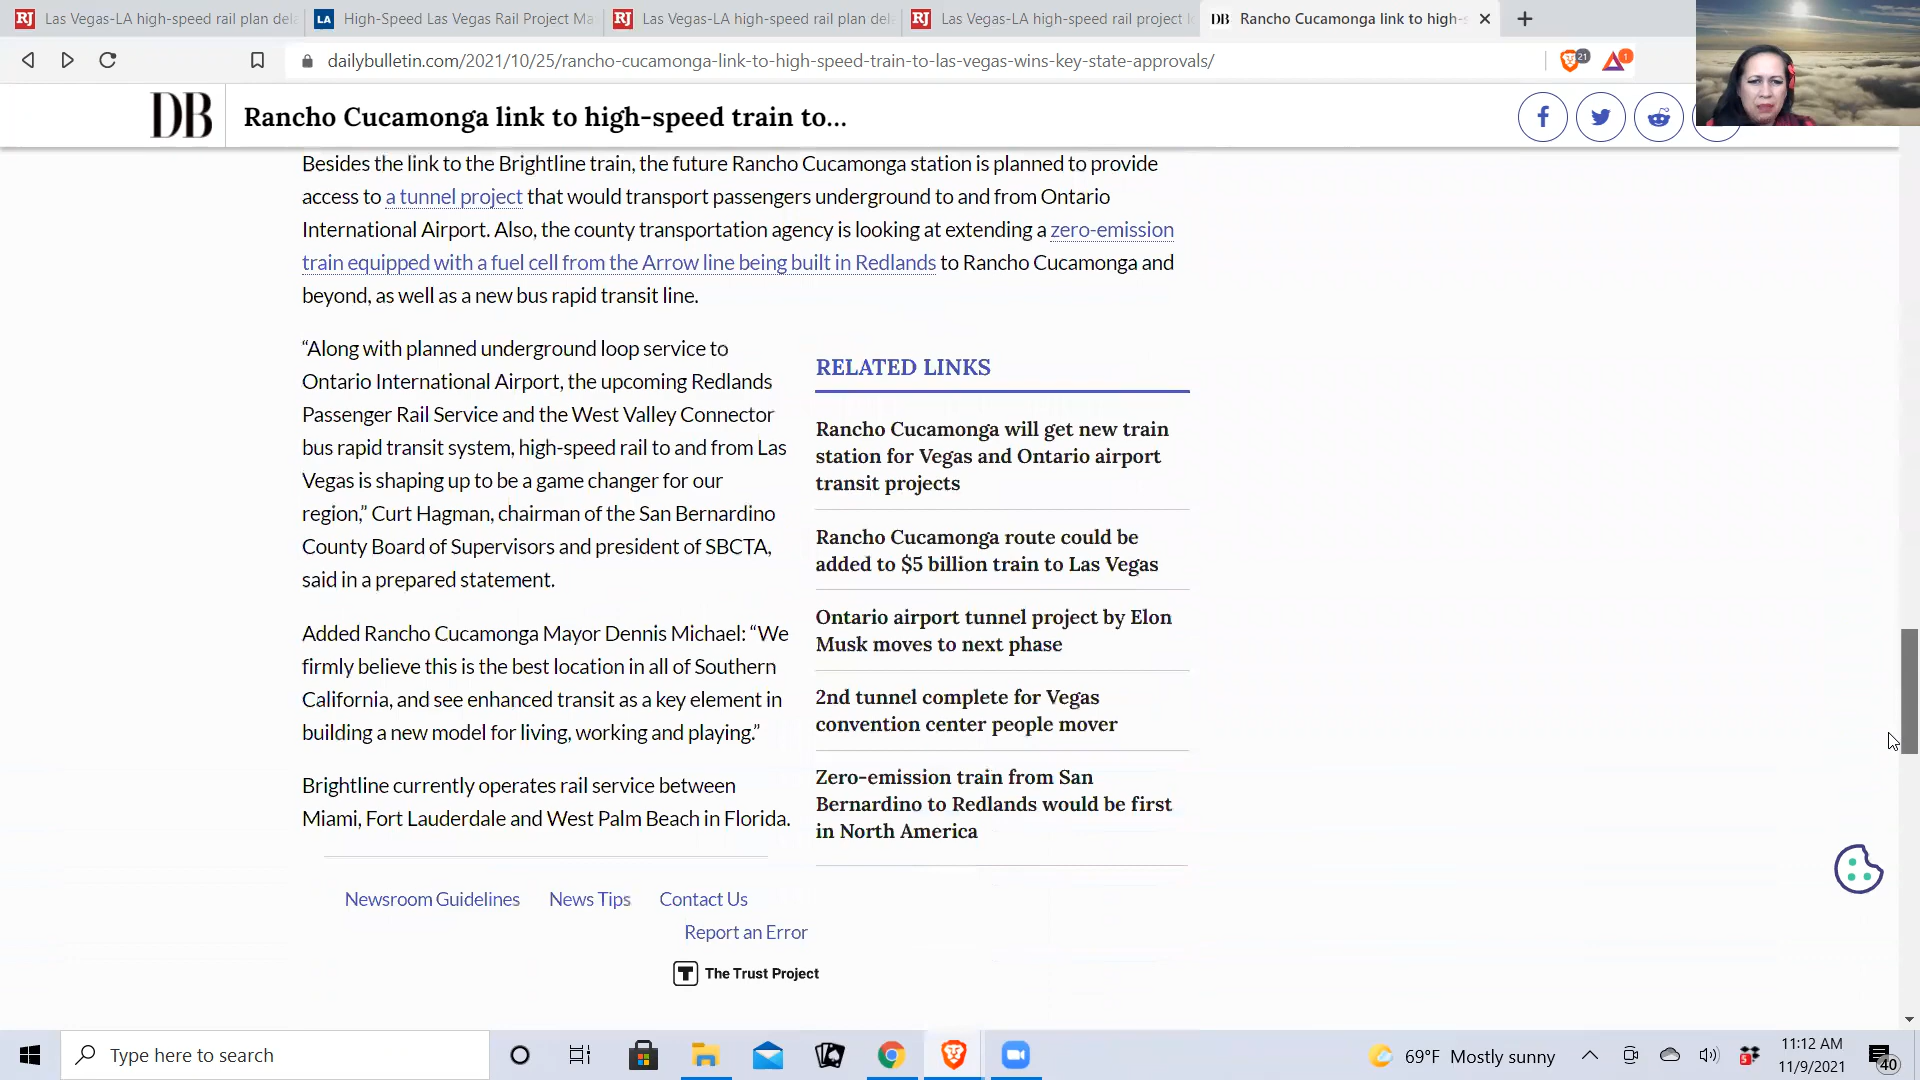 RJ Las Vegas-LA high-speed rail plan del
LA High-Speed Las Vegas Rail Project Ma
RJ Las Vegas-LA high-speed rail plan del
RJ Las Vegas-LA high-speed rail project
DB Rancho Cucamonga link to high-s
dailybulletin.com/2021/10/25/rancho-cucamonga-link-to-high-speed-train-to-las-vegas-wins-key-state-approvals/
21
1
DB
Rancho Cucamonga link to high-speed train to...
Besides the link to the Brightline train, the future Rancho Cucamonga station is planned to provide
access to a tunnel project that would transport passengers underground to and from Ontario
International Airport. Also, the county transportation agency is looking at extending a zero-emission
train equipped with a fuel cell from the Arrow line being built in Redlands to Rancho Cucamonga and
beyond, as well as a new bus rapid transit line.
“Along with planned underground loop service to
Ontario International Airport, the upcoming Redlands
Passenger Rail Service and the West Valley Connector
bus rapid transit system, high-speed rail to and from Las
Vegas is shaping up to be a game changer for our
region,” Curt Hagman, chairman of the San Bernardino
County Board of Supervisors and president of SBCTA,
said in a prepared statement.
Added Rancho Cucamonga Mayor Dennis Michael: “We
firmly believe this is the best location in all of Southern
California, and see enhanced transit as a key element in
building a new model for living, working and playing.”
Brightline currently operates rail service between
Miami, Fort Lauderdale and West Palm Beach in Florida.
RELATED LINKS
Rancho Cucamonga will get new train
station for Vegas and Ontario airport
transit projects
Rancho Cucamonga route could be
added to $5 billion train to Las Vegas
Ontario airport tunnel project by Elon
Musk moves to next phase
2nd tunnel complete for Vegas
convention center people mover
Zero-emission train from San
Bernardino to Redlands would be first
in North America
Newsroom Guidelines News Tips Contact Us
Report an Error
T The Trust Project
Type here to search
69°F Mostly sunny
11:12 AM
11/9/2021
40